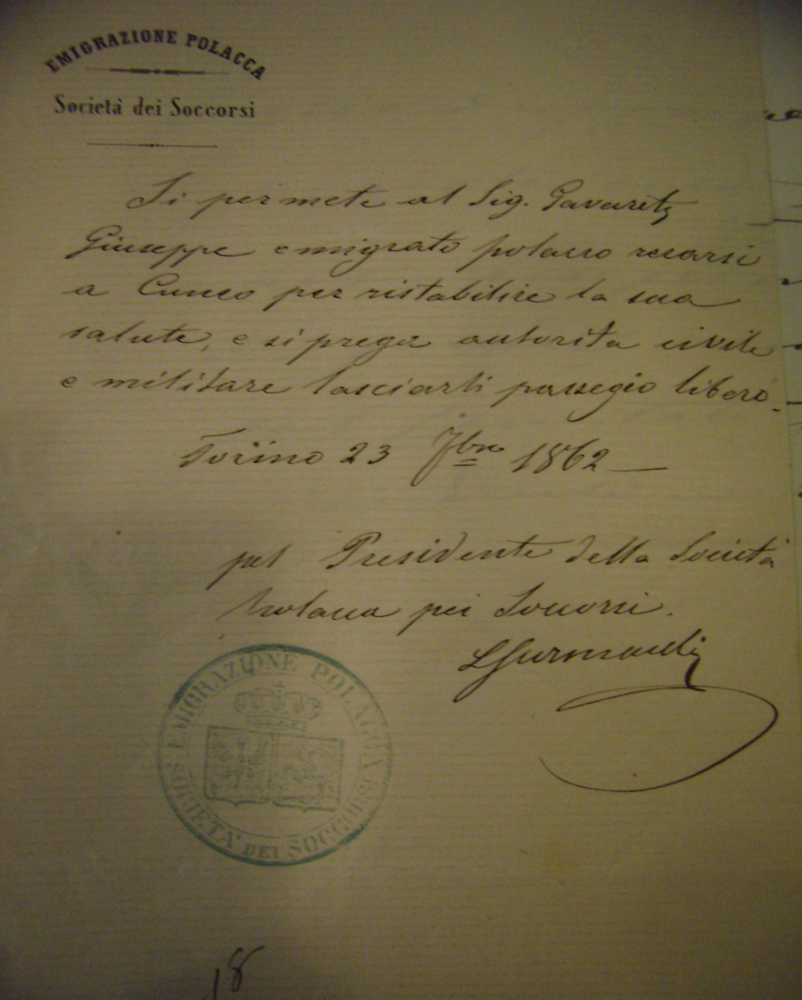 EMIGRAZIONE POLACCA
Società dei Soccorsi
Si permete al Sig. Gavaretz
Giuseppe emigrato polacco recarsi
a Cuneo per ristabilire la sua
salute, e si prega autorità civile
e militare lasciarli passegio libero.
Torino 23 7bre 1862
pel Presidente della Società
Polacca pei Soccorsi.
EMIGRAZIONE POLACCA
SOCIETA' DEI SOCCORSI
18